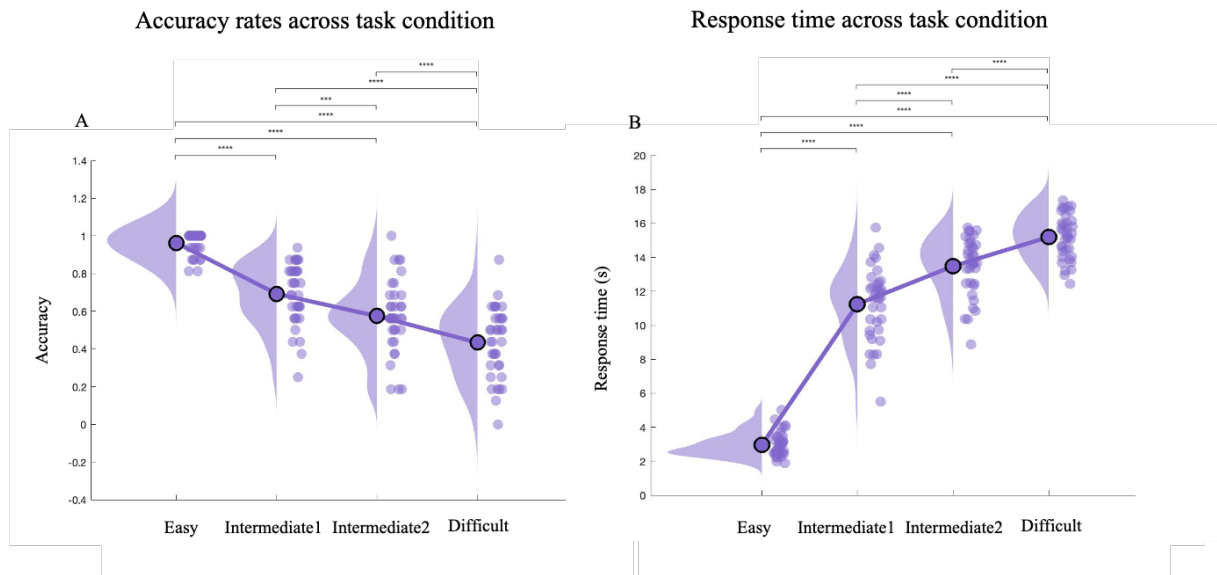 Accuracy rates across task condition
Response time across task condition
A
****
****
***
****
****
****
1.4
1.2
1
0.8
0.6
0.4
0.2
0
-0.2
-0.4
Accuracy
Easy
Intermediate1
Intermediate2
Difficult
B
****
****
****
****
****
****
20
18
16
14
12
10
8
6
4
2
0
Response time (s)
Easy
Intermediate1
Intermediate2
Difficult